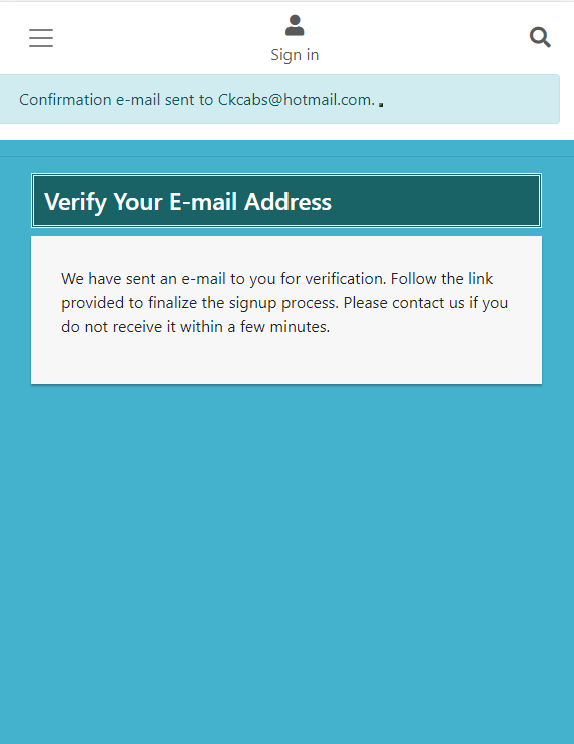 Sign in
Confirmation e-mail sent to Ckcabs@hotmail.com.
Verify Your E-mail Address
We have sent an e-mail to you for verification. Follow the link
provided to finalize the signup process. Please contact us if you
do not receive it within a few minutes.